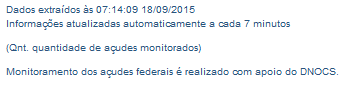 Dados extraídos às 07:14:09 18/09/2015
Informações atualizadas automaticamente a cada 7 minutos
(Qnt. quantidade de açudes monitorados)
Monitoramento dos açudes federais é realizado com apoio do DNOCS.